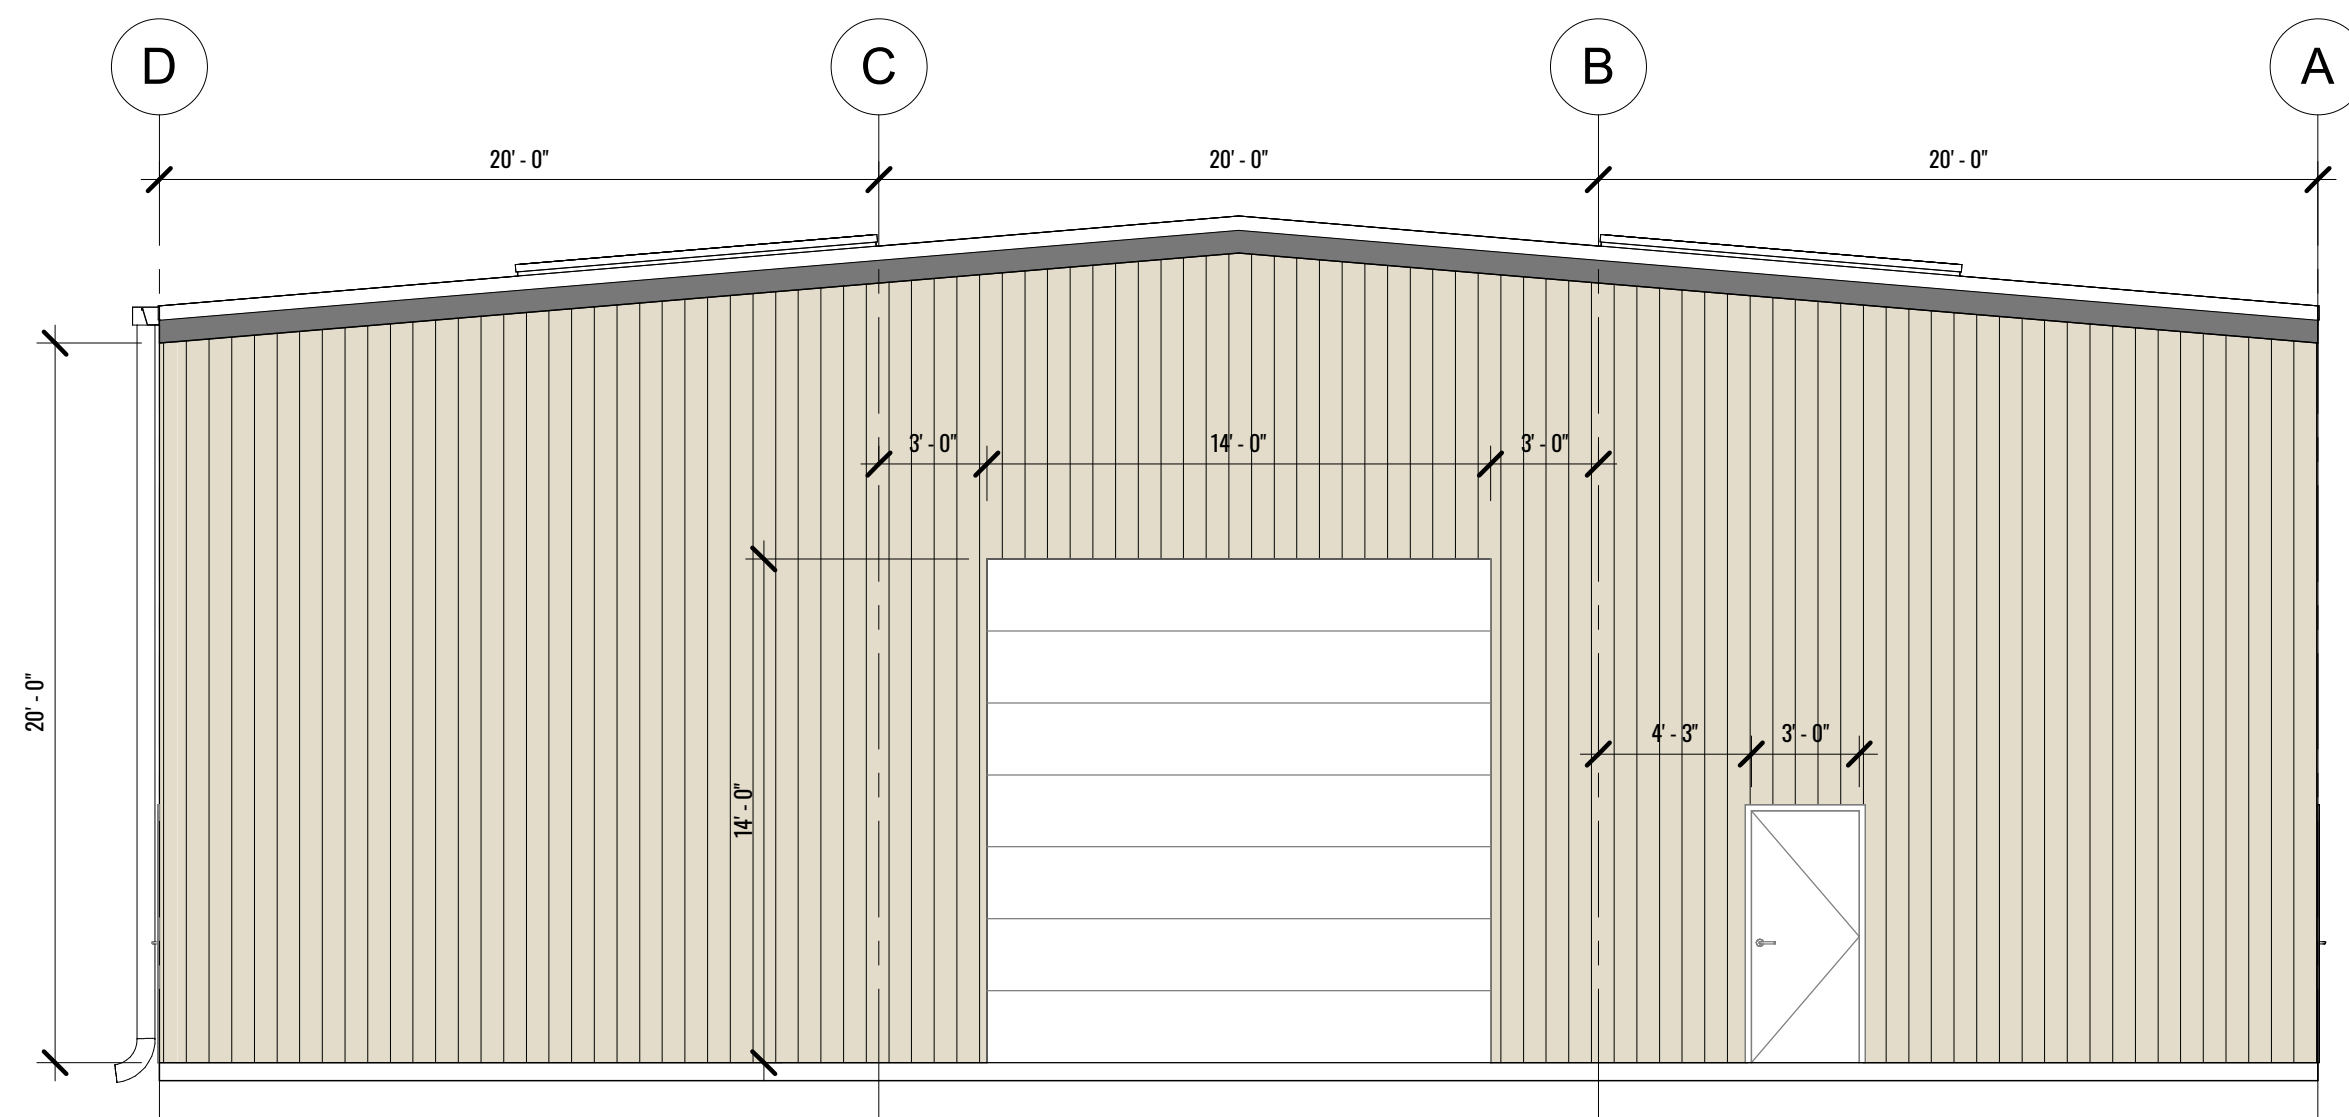 D C B A
20' - 0" 20' - 0" 20' - 0"
3' - 0" 14' - 0" 3' - 0"
20' - 0"
4' - 3" 3' - 0"
14' - 0"